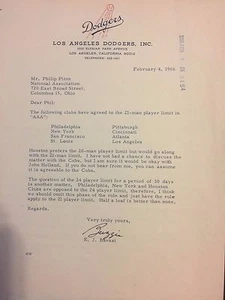 Dodgers
LOS ANGELES DODGERS, INC.
1000 ELYSIAN PARK AVENUE
LOS ANGELES, CALIFORNIA 90012
TELEPHONE:
February 4, 1966
Mr. Philip Piton
National Association
720 East Broad Street,
Columbus 15, Ohio
Dear Phil:
The following clubs have agreed to the 21-man player limit in
"AAA":
Philadelphia Pittsburgh
New York Cincinnati
San Francisco Atlanta
St. Louis Los Angeles
Houston prefers the 20-man player limit but would go along
with the 21-man limit. I have not had a chance to discuss the
matter with the Cubs, but I am sure it would be okay with
John Holland. If you do not hear from me, you can assume
it is agreeable to the Cubs.
The question of the 24 player limit for a period of 30 days
is another matter. Philadelphia, New York and Houston
Clubs are opposed to the 24 player limit, therefore, I think
we should omit this phase of the rule and just have the rule
apply to the 21 player limit. Half a loaf is better than none.
Regards.
Very truly yours,
Buzzie
E. J. Bavasi